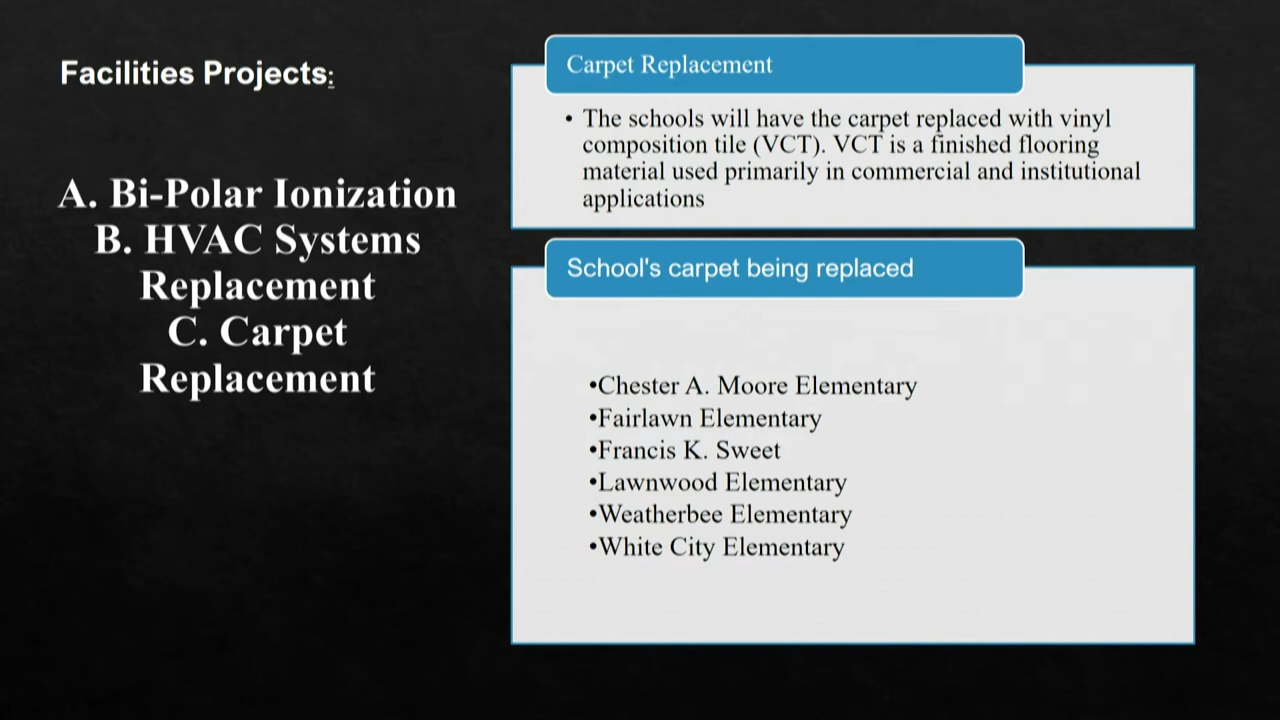 Facilities Projects:
A. Bi-Polar Ionization
B. HVAC Systems
Replacement
C. Carpet
Replacement
Carpet Replacement
• The schools will have the carpet replaced with vinyl
composition tile (VCT). VCT is a finished flooring
material used primarily in commercial and institutional
applications
School's carpet being replaced
•Chester A. Moore Elementary
•Fairlawn Elementary
•Francis K. Sweet
•Lawnwood Elementary
•Weatherbee Elementary
•White City Elementary